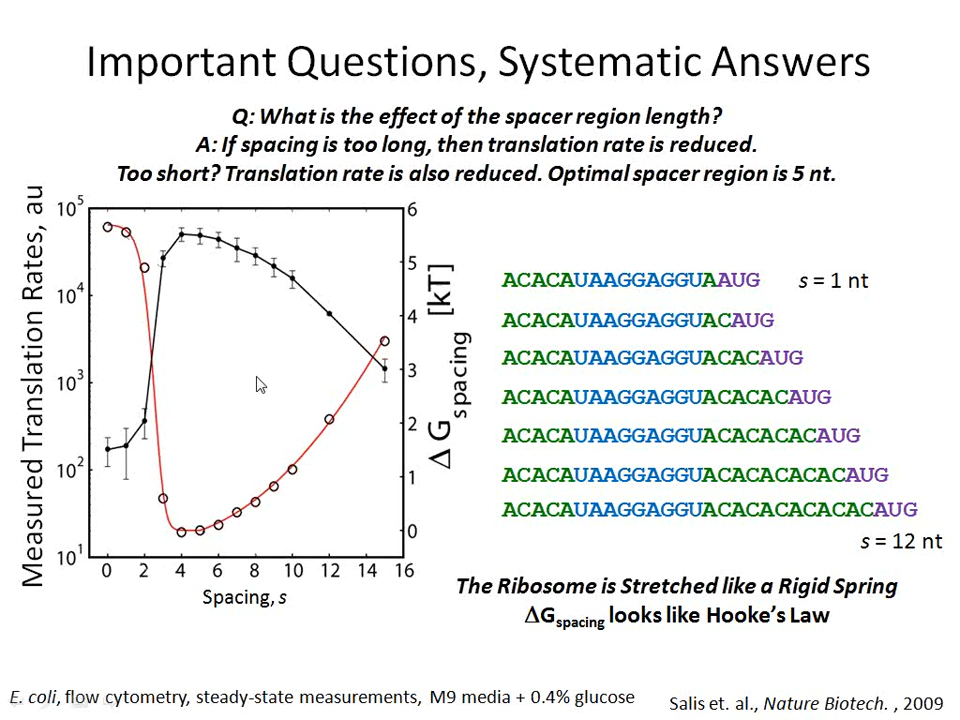 Important Questions, Systematic Answers
Q: What is the effect of the spacer region length?
A: If spacing is too long, then translation rate is reduced.
Too short? Translation rate is also reduced. Optimal spacer region is 5 nt.
Measured Translation Rates, au
10^5
10^4
10^3
10^2
10^1
0 2 4 6 8 10 12 14 16
Spacing, s
6
5
4
3
2
1
0
ΔG_spacing [kT]
ACACAUAAGGAGGUAAUG s = 1 nt
ACACAUAAGGAGGUACAUG
ACACAUAAGGAGGUACACAUG
ACACAUAAGGAGGUACACACAUG
ACACAUAAGGAGGUACACACACAUG
ACACAUAAGGAGGUACACACACACAUG
ACACAUAAGGAGGUACACACACACACAUG
s = 12 nt
The Ribosome is Stretched like a Rigid Spring
ΔG_spacing looks like Hooke's Law
E. coli, flow cytometry, steady-state measurements, M9 media + 0.4% glucose
Salis et. al., Nature Biotech. , 2009